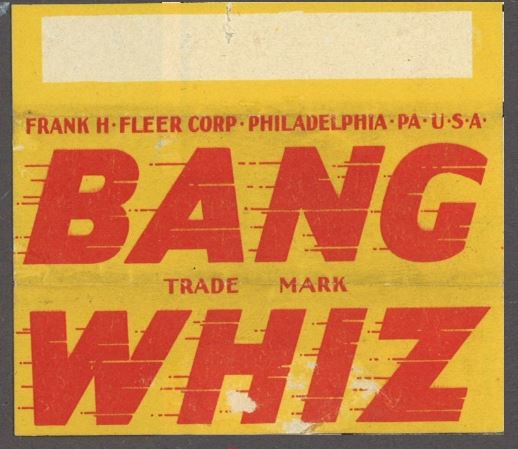 FRANK H · FLEER CORP · PHILADELPHIA · PA · U · S · A ·
BANG
TRADE MARK
WHIZ